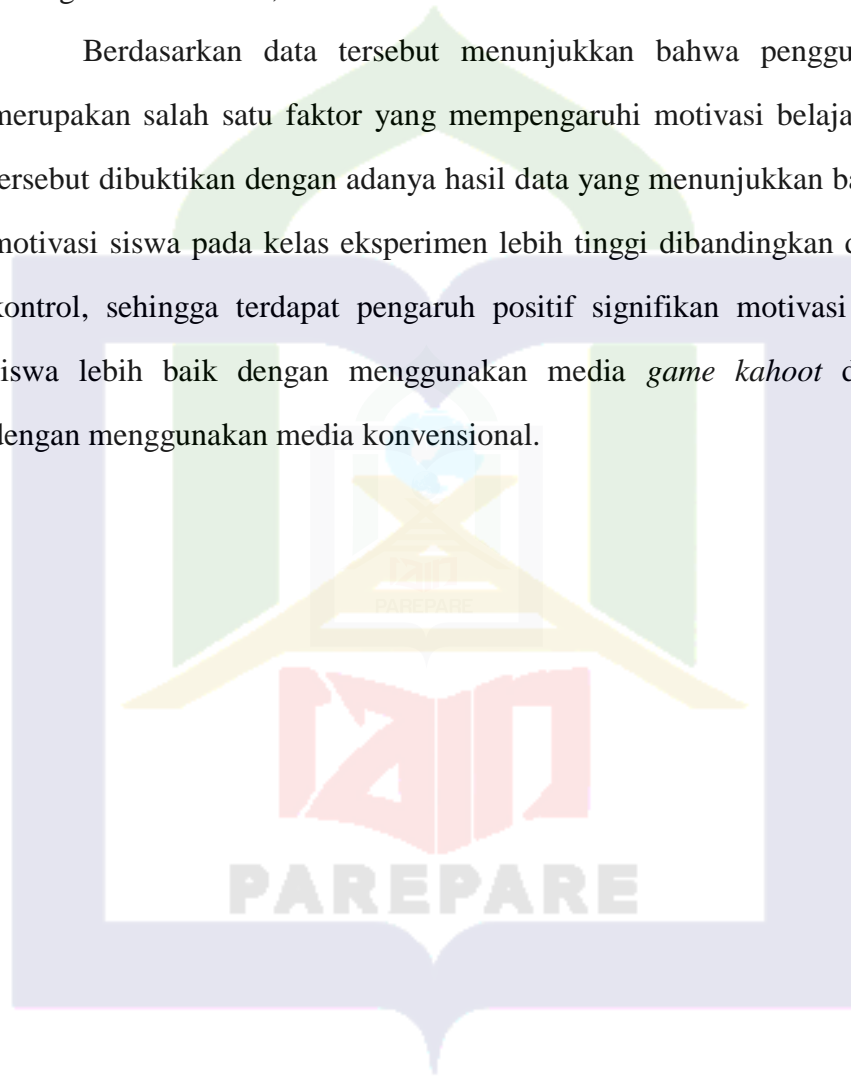 Berdasarkan data tersebut menunjukkan bahwa penggu
merupakan salah satu faktor yang mempengaruhi motivasi belaja
tersebut dibuktikan dengan adanya hasil data yang menunjukkan ba
motivasi siswa pada kelas eksperimen lebih tinggi dibandingkan d
kontrol, sehingga terdapat pengaruh positif signifikan motivasi
siswa lebih baik dengan menggunakan media game kahoot d
dengan menggunakan media konvensional.
PAREPARE
PAREPARE